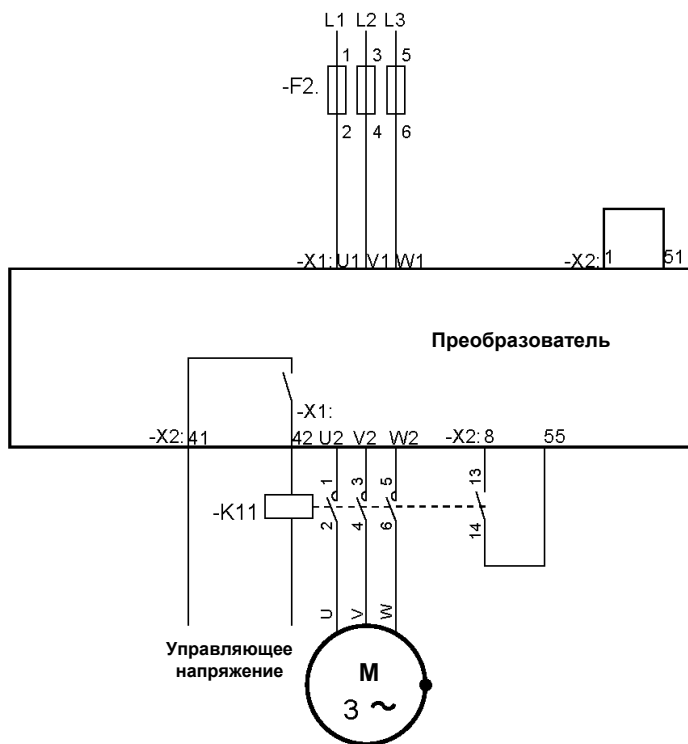 L1 L2 L3
1 3 5
-F2.
2 4 6
-X1: U1 V1 W1
-X2: 1 51
Преобразователь
-X1:
-X2: 41
42 U2 V2 W2
-X2: 8 55
1 3 5 13
-K11
2 4 6 14
U V W
Управляющее
напряжение
M
3 ~